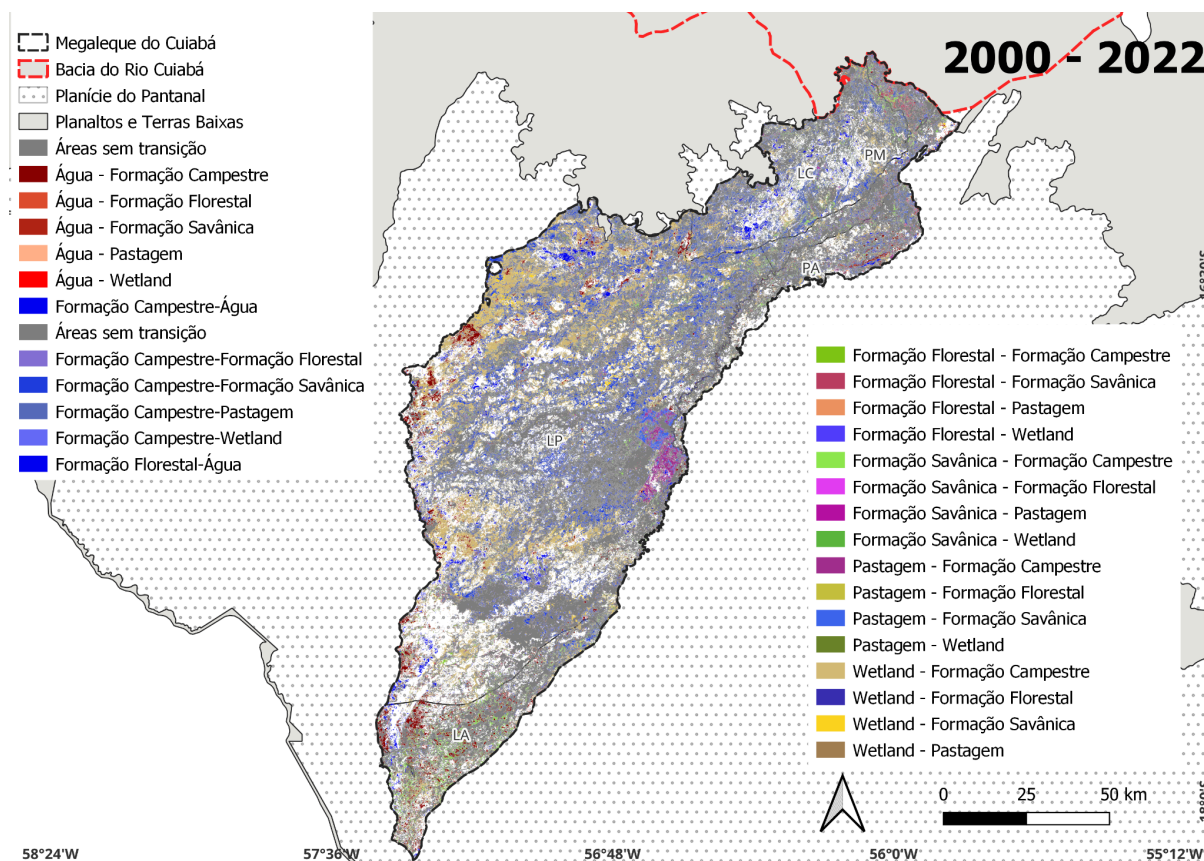 Megaleque do Cuiabá
Bacia do Rio Cuiabá
Planície do Pantanal
Planaltos e Terras Baixas
Áreas sem transição
Água - Formação Campestre
Água - Formação Florestal
Água - Formação Savânica
Água - Pastagem
Água - Wetland
Formação Campestre-Água
Áreas sem transição
Formação Campestre-Formação Florestal
Formação Campestre-Formação Savânica
Formação Campestre-Pastagem
Formação Campestre-Wetland
Formação Florestal-Água
2000 - 2022
PM
LC
PA
LP
LA
Formação Florestal - Formação Campestre
Formação Florestal - Formação Savânica
Formação Florestal - Pastagem
Formação Florestal - Wetland
Formação Savânica - Formação Campestre
Formação Savânica - Formação Florestal
Formação Savânica - Pastagem
Formação Savânica - Wetland
Pastagem - Formação Campestre
Pastagem - Formação Florestal
Pastagem - Formação Savânica
Pastagem - Wetland
Wetland - Formação Campestre
Wetland - Formação Florestal
Wetland - Formação Savânica
Wetland - Pastagem
0 25 50 km
58°24'W 57°36'W 56°48'W 56°0'W 55°12'W